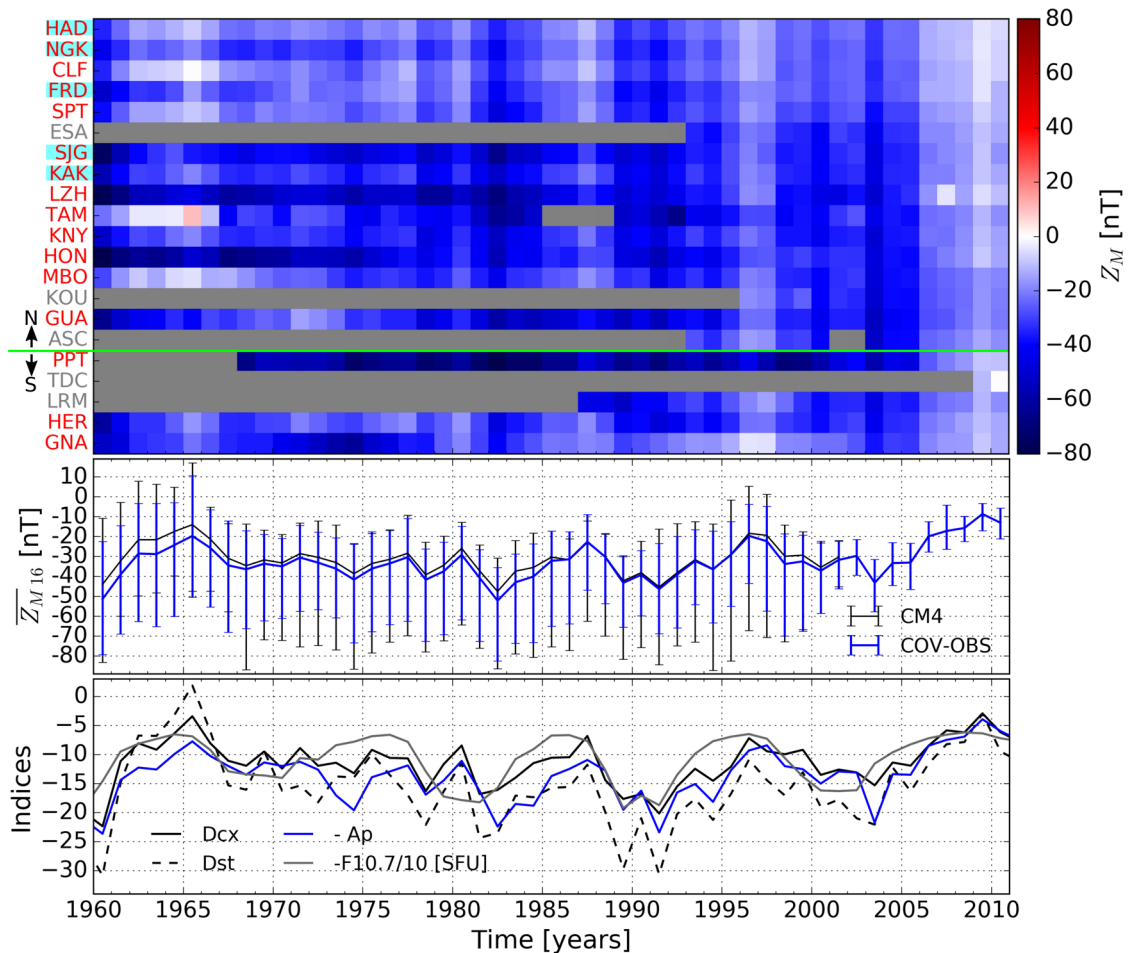 HAD
NGK
CLF
FRD
SPT
ESA
SJG
KAK
LZH
TAM
KNY
HON
MBO
KOU
GUA
ASC
PPT
TDC
LRM
HER
GNA
N
S
80
60
40
20
0
−20
−40
−60
−80
Z_M [nT]
10
0
−10
−20
−30
−40
−50
−60
−70
−80
Z_M 16 [nT]
CM4
COV-OBS
0
−5
−10
−15
−20
−25
−30
Indices
Dcx
Dst
- Ap
-F10.7/10 [SFU]
1960 1965 1970 1975 1980 1985 1990 1995 2000 2005 2010
Time [years]